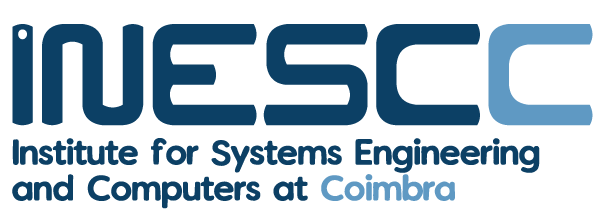 INESCC
Institute for Systems Engineering
and Computers at Coimbra